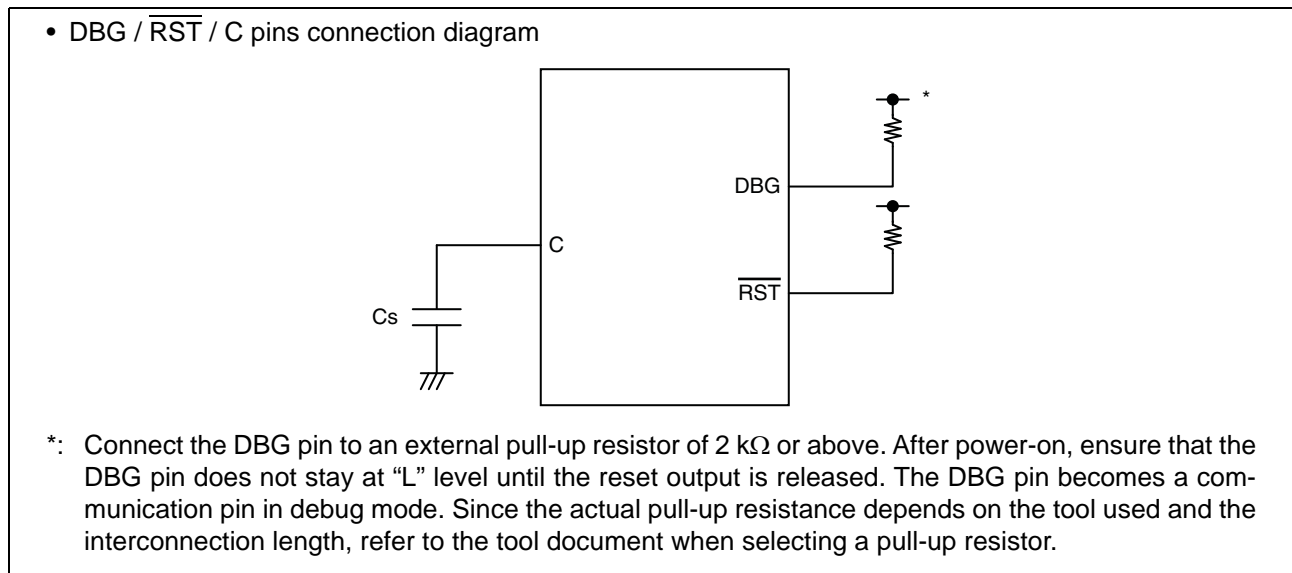 • DBG / R̅S̅T̅ / C pins connection diagram
*
DBG
C
R̅S̅T̅
Cs
*: Connect the DBG pin to an external pull-up resistor of 2 kΩ or above. After power-on, ensure that the
DBG pin does not stay at “L” level until the reset output is released. The DBG pin becomes a com-
munication pin in debug mode. Since the actual pull-up resistance depends on the tool used and the
interconnection length, refer to the tool document when selecting a pull-up resistor.